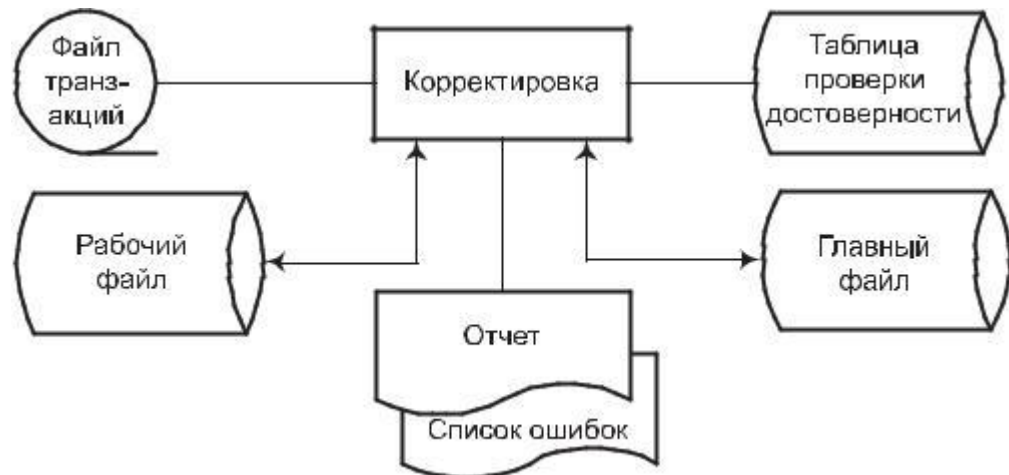 Файл
транз-
акций
Корректировка
Таблица
проверки
достоверности
Рабочий
файл
Главный
файл
Отчет
Список ошибок